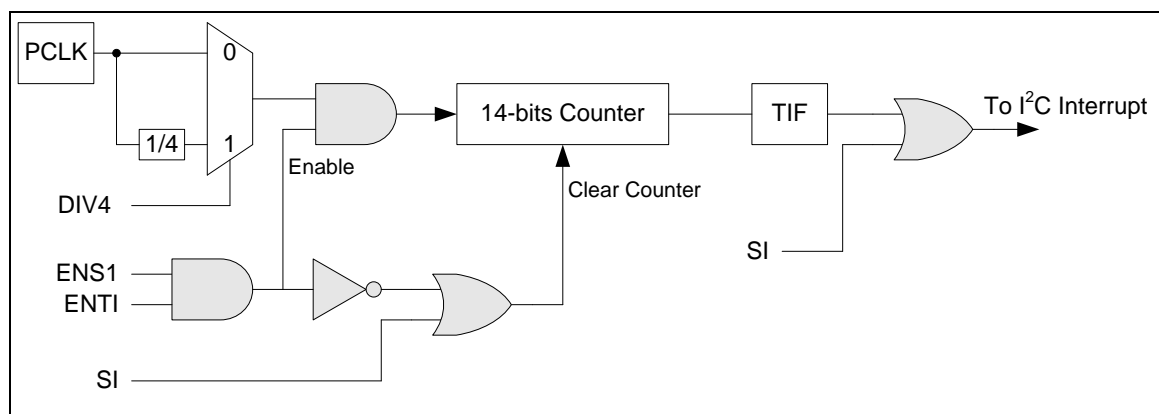 PCLK
0
1/4
1
DIV4
Enable
14-bits Counter
TIF
To I²C Interrupt
Clear Counter
SI
ENS1
ENTI
SI